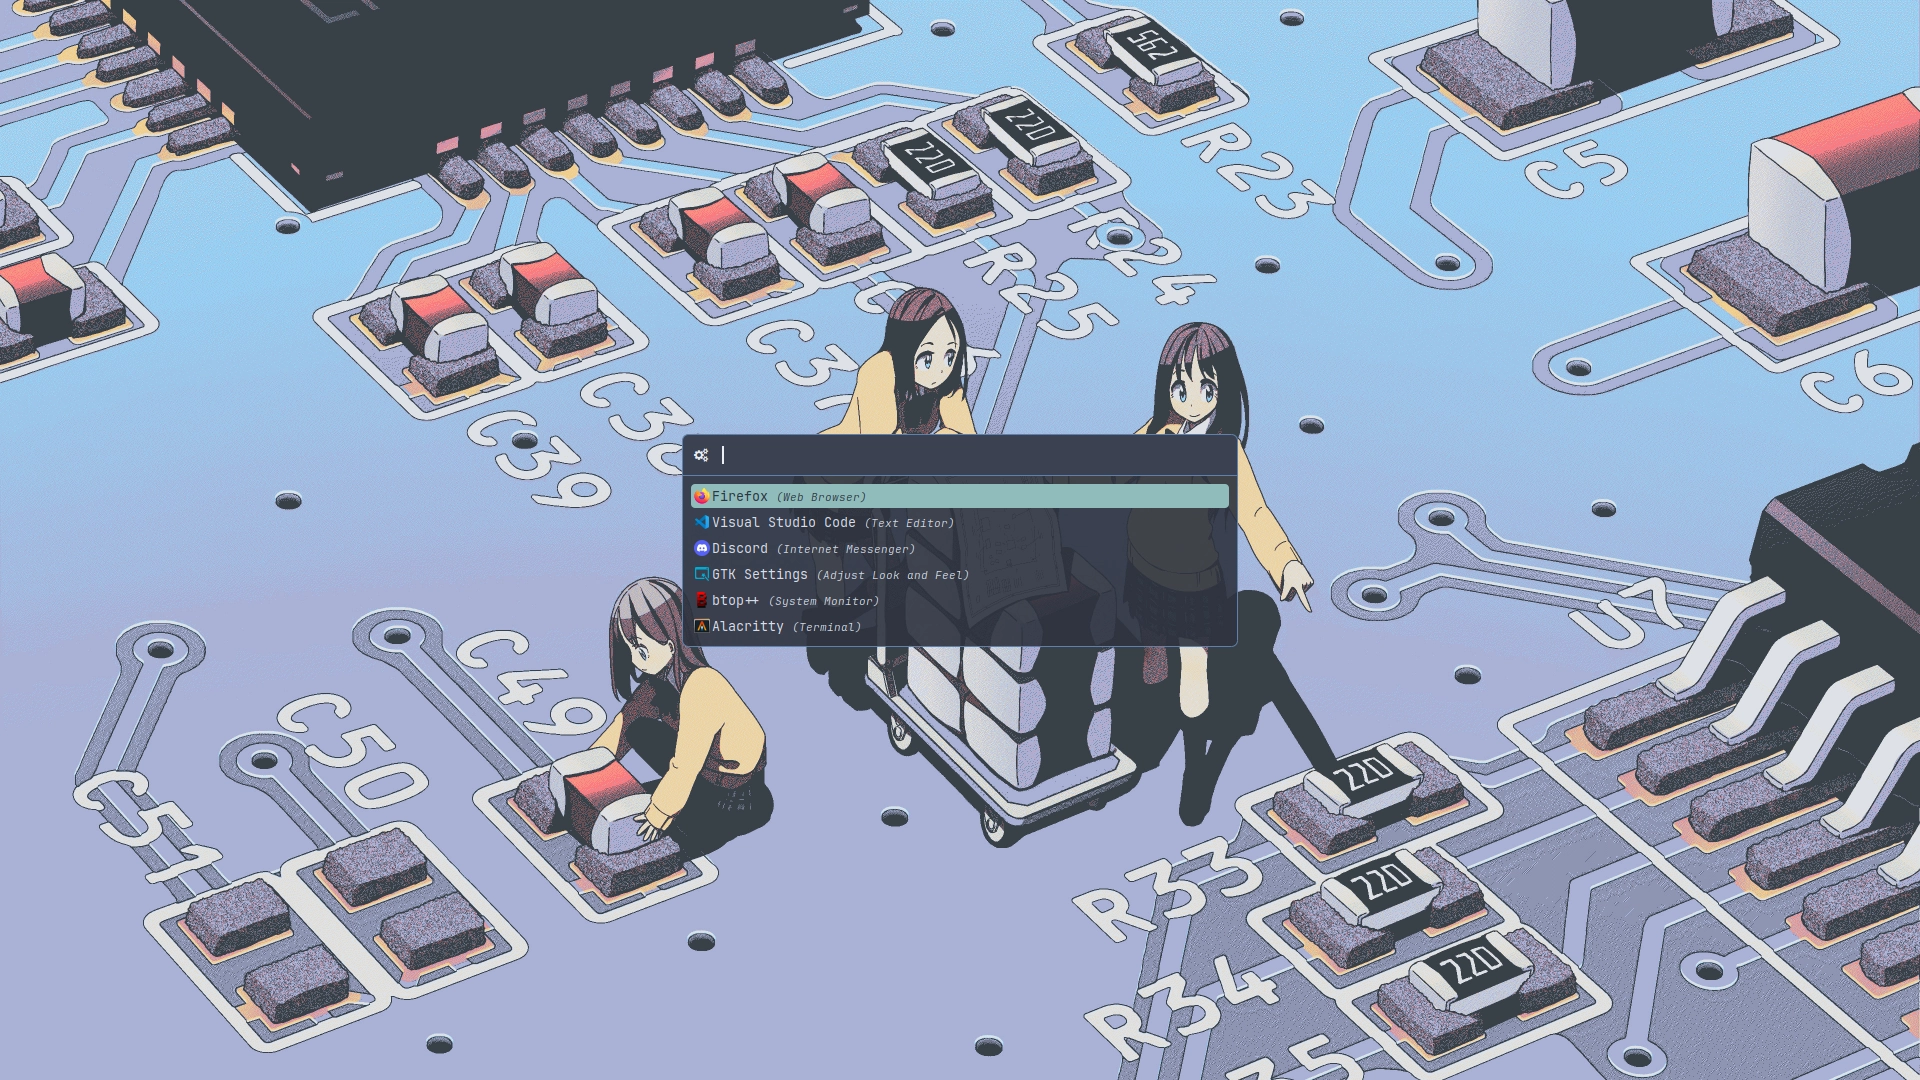 562
220
220
R23
C5
R24
R25
C6
C38
C39
Firefox (Web Browser)
Visual Studio Code (Text Editor)
Discord (Internet Messenger)
GTK Settings (Adjust Look and Feel)
btop++ (System Monitor)
Alacritty (Terminal)
U7
C49
C50
C51
220
R33
220
R34
220